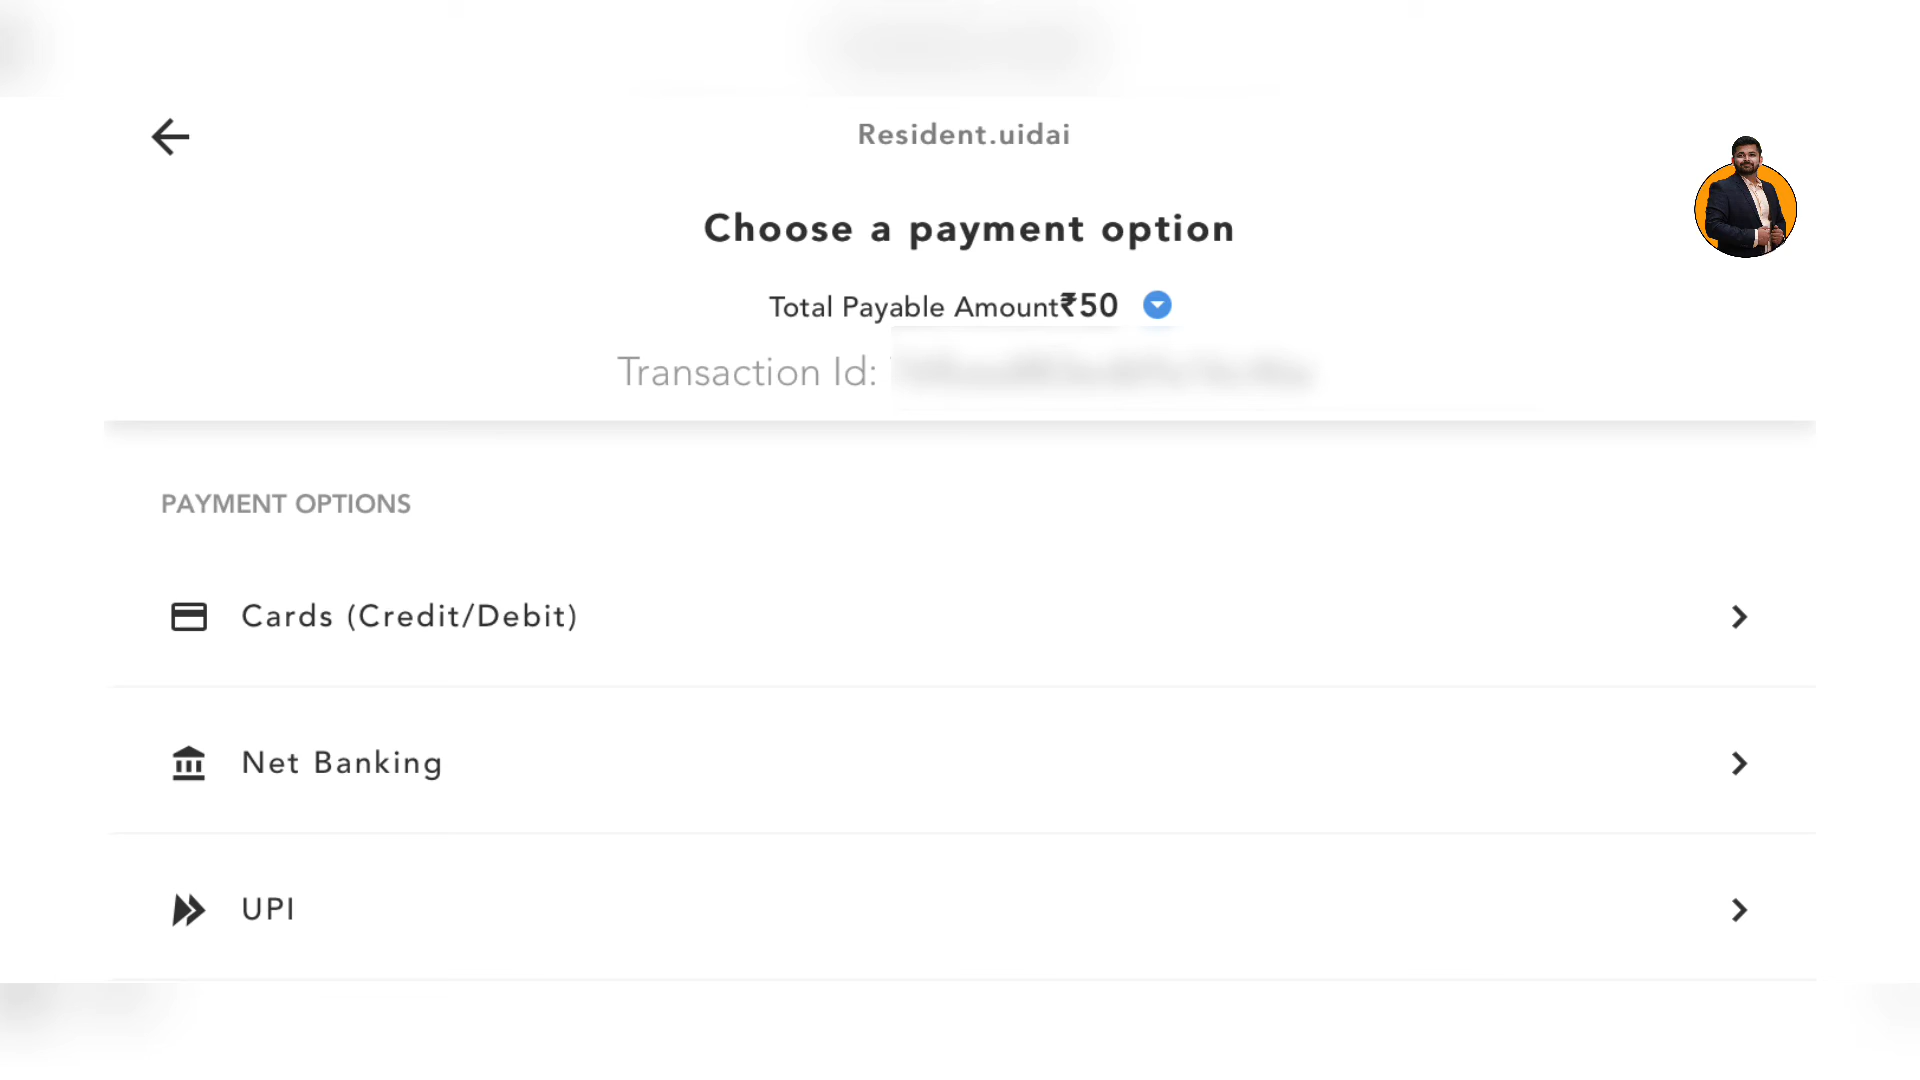 Resident.uidai
Choose a payment option
Total Payable Amount₹50
Transaction Id:
PAYMENT OPTIONS
Cards (Credit/Debit)
Net Banking
UPI